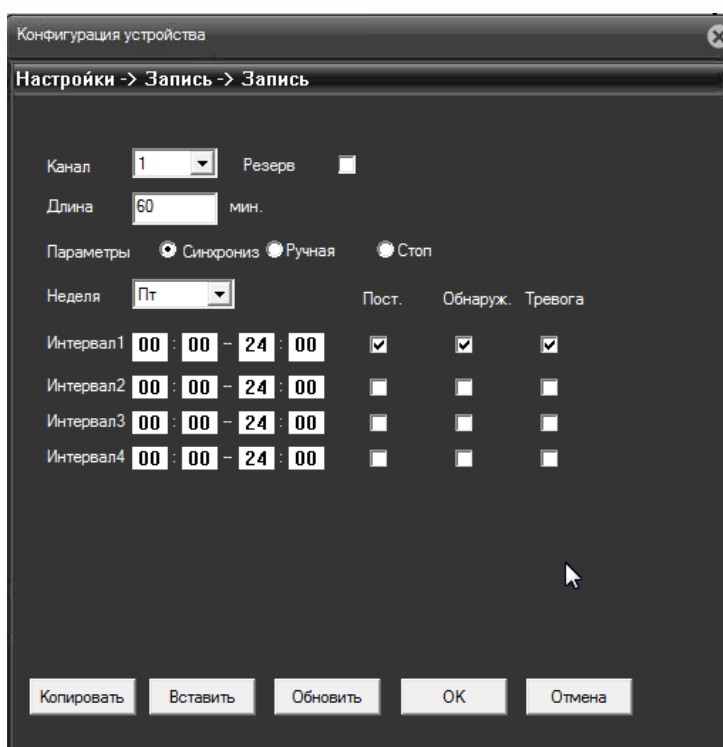 Конфигурация устройства
Настройки -> Запись -> Запись
Канал 1 Резерв
Длина 60 мин.
Параметры Синхрониз Ручная Стоп
Неделя Пт Пост. Обнаруж. Тревога
Интервал1 00 : 00 - 24 : 00
Интервал2 00 : 00 - 24 : 00
Интервал3 00 : 00 - 24 : 00
Интервал4 00 : 00 - 24 : 00
Копировать Вставить Обновить OK Отмена